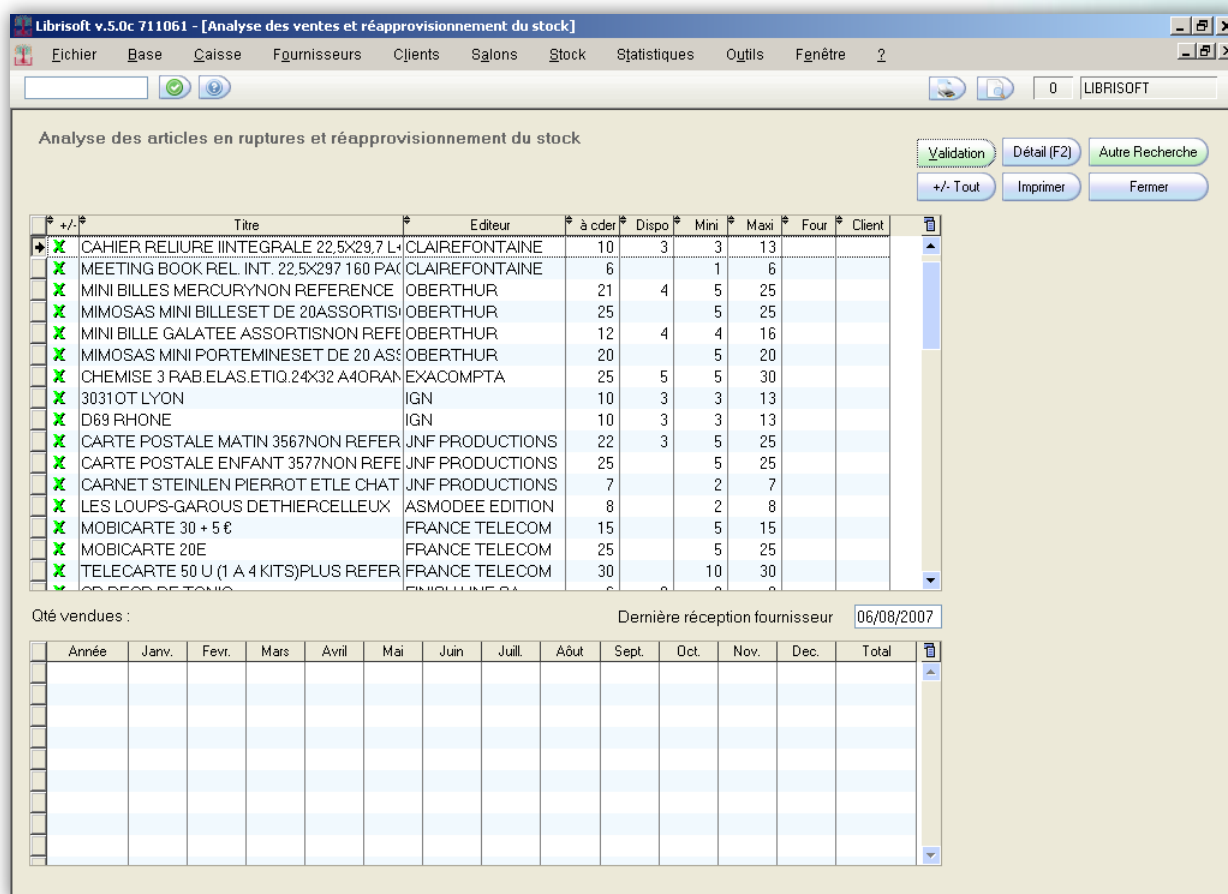 Librisoft v.5.0c 711061 - [Analyse des ventes et réapprovisionnement du stock]
Fichier Base Caisse Fournisseurs Clients Salons Stock Statistiques Outils Fenêtre ?
0 LIBRISOFT
Analyse des articles en ruptures et réapprovisionnement du stock
Validation Détail (F2) Autre Recherche
+/- Tout Imprimer Fermer
+/- Titre Editeur à cder Dispo Mini Maxi Four Client
X CAHIER RELIURE IINTEGRALE 22,5X29,7 L+ CLAIREFONTAINE 10 3 3 13
X MEETING BOOK REL. INT. 22,5X297 160 PA( CLAIREFONTAINE 6 1 6
X MINI BILLES MERCURYNON REFERENCE OBERTHUR 21 4 5 25
X MIMOSAS MINI BILLESET DE 20ASSORTIS OBERTHUR 25 5 25
X MINI BILLE GALATEE ASSORTISNON REFE OBERTHUR 12 4 4 16
X MIMOSAS MINI PORTEMINESET DE 20 ASS OBERTHUR 20 5 20
X CHEMISE 3 RAB.ELAS.ETIQ.24X32 A4ORAN EXACOMPTA 25 5 5 30
X 3031OT LYON IGN 10 3 3 13
X D69 RHONE IGN 10 3 3 13
X CARTE POSTALE MATIN 3567NON REFER JNF PRODUCTIONS 22 3 5 25
X CARTE POSTALE ENFANT 3577NON REFE JNF PRODUCTIONS 25 5 25
X CARNET STEINLEN PIERROT ETLE CHAT JNF PRODUCTIONS 7 2 7
X LES LOUPS-GAROUS DETHIERCELLEUX ASMODEE EDITION 8 2 8
X MOBICARTE 30 + 5 € FRANCE TELECOM 15 5 15
X MOBICARTE 20E FRANCE TELECOM 25 5 25
X TELECARTE 50 U (1 A 4 KITS)PLUS REFER FRANCE TELECOM 30 10 30
Qté vendues : Dernière réception fournisseur 06/08/2007
Année Janv. Fevr. Mars Avril Mai Juin Juill. Aôut Sept. Oct. Nov. Dec. Total